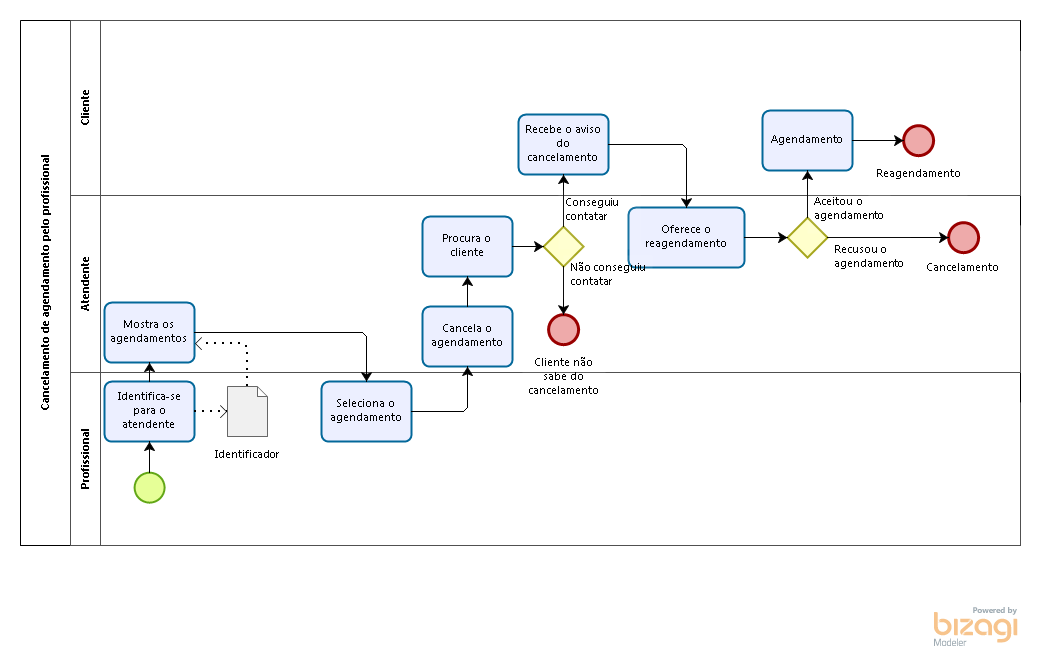 Cancelamento de agendamento pelo profissional
Cliente
Recebe o aviso
do
cancelamento
Agendamento
Reagendamento
Atendente
Conseguiu
contatar
Aceitou o
agendamento
Procura o
cliente
Oferece o
reagendamento
Recusou o
agendamento
Cancelamento
Não conseguiu
contatar
Mostra os
agendamentos
Cancela o
agendamento
Cliente não
sabe do
cancelamento
Profissional
Identifica-se
para o
atendente
Identificador
Seleciona o
agendamento
Powered by
bizagi
Modeler